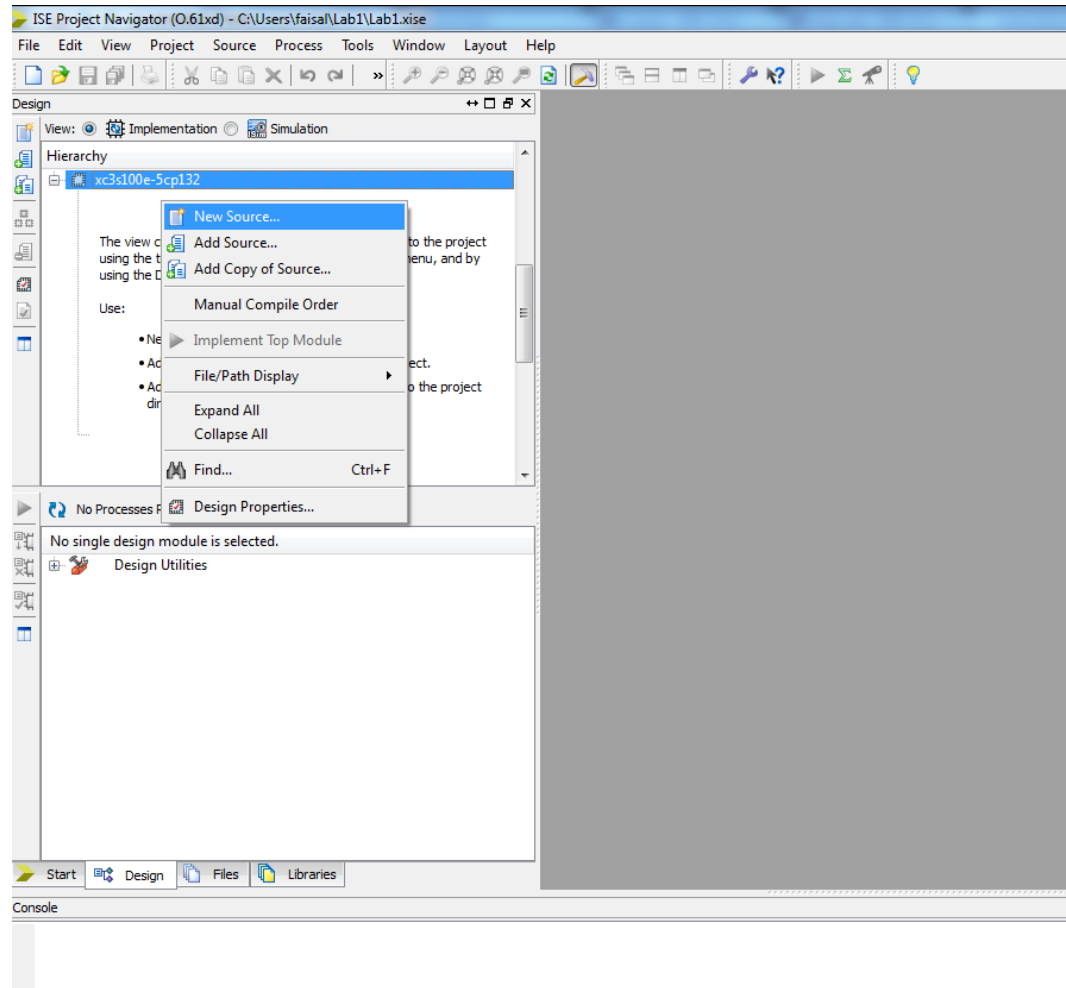 ISE Project Navigator (O.61xd) - C:\Users\faisal\Lab1\Lab1.xise
File Edit View Project Source Process Tools Window Layout Help
Design
View: Implementation Simulation
Hierarchy
xc3s100e-5cp132
New Source...
The view c Add Source... to the project
using the t Add Copy of Source... menu, and by
using the D
Use: Manual Compile Order
• Ne Implement Top Module
• Ad ect.
File/Path Display
• Ad o the project
dir
Expand All
Collapse All
Find... Ctrl+F
No Processes R Design Properties...
No single design module is selected.
Design Utilities
Start Design Files Libraries
Console